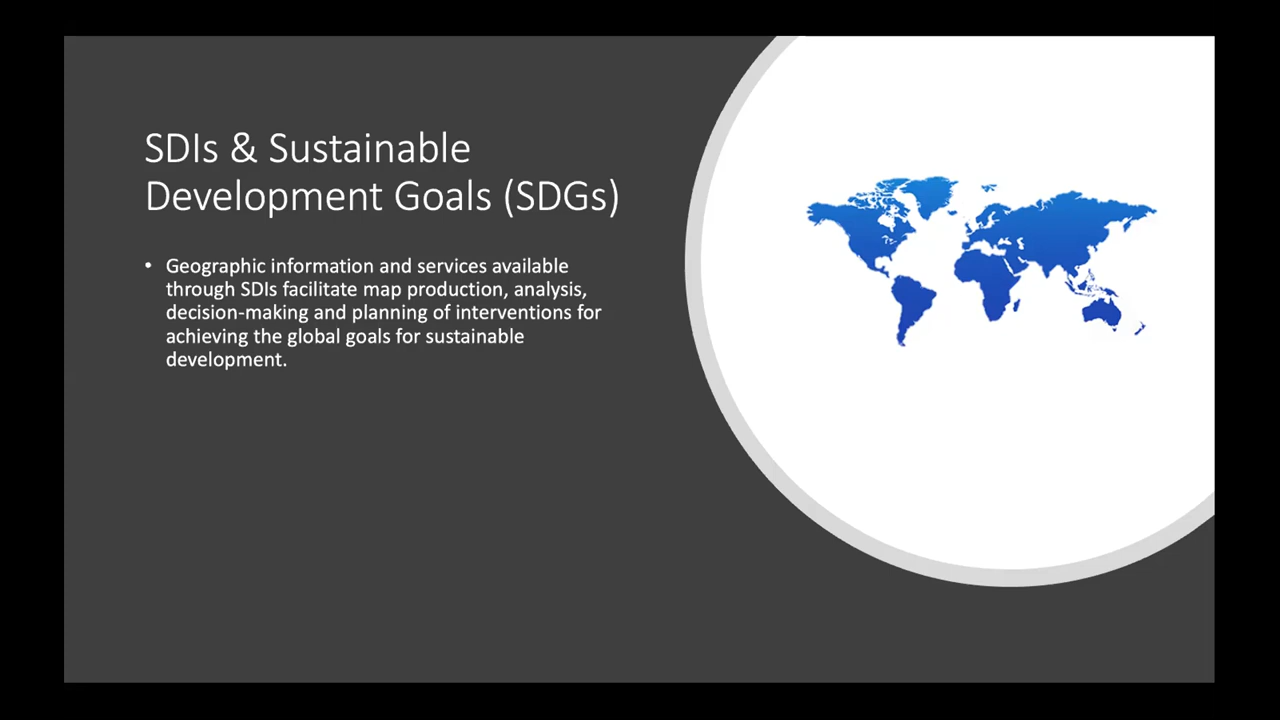 SDIs & Sustainable
Development Goals (SDGs)
• Geographic information and services available
through SDIs facilitate map production, analysis,
decision-making and planning of interventions for
achieving the global goals for sustainable
development.